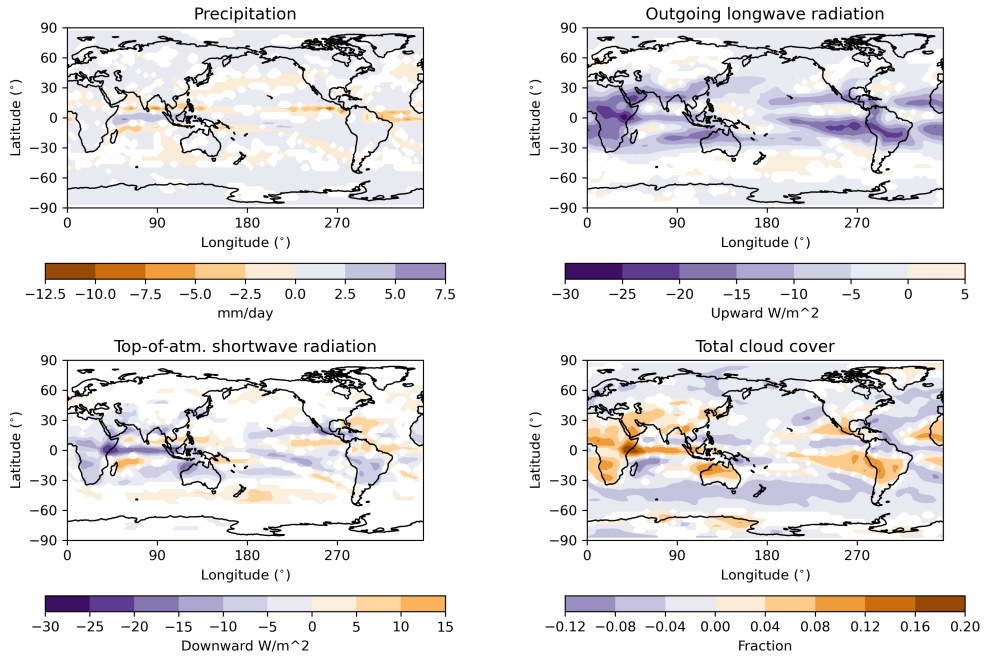 Precipitation
90
60
30
0
−30
−60
−90
Latitude (°)
0 90 180 270
Longitude (°)
−12.5 −10.0 −7.5 −5.0 −2.5 0.0 2.5 5.0 7.5
mm/day
Outgoing longwave radiation
90
60
30
0
−30
−60
−90
Latitude (°)
0 90 180 270
Longitude (°)
−30 −25 −20 −15 −10 −5 0 5
Upward W/m^2
Top-of-atm. shortwave radiation
90
60
30
0
−30
−60
−90
Latitude (°)
0 90 180 270
Longitude (°)
−30 −25 −20 −15 −10 −5 0 5 10 15
Downward W/m^2
Total cloud cover
90
60
30
0
−30
−60
−90
Latitude (°)
0 90 180 270
Longitude (°)
−0.12 −0.08 −0.04 0.00 0.04 0.08 0.12 0.16 0.20
Fraction